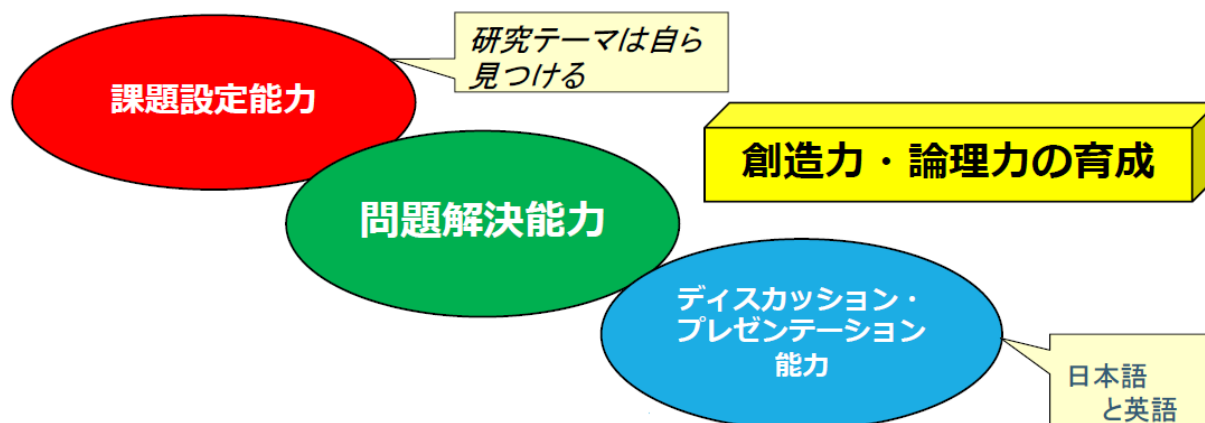 課題設定能力
研究テーマは自ら
見つける
創造力・論理力の育成
問題解決能力
ディスカッション・
プレゼンテーション
能力
日本語
と英語